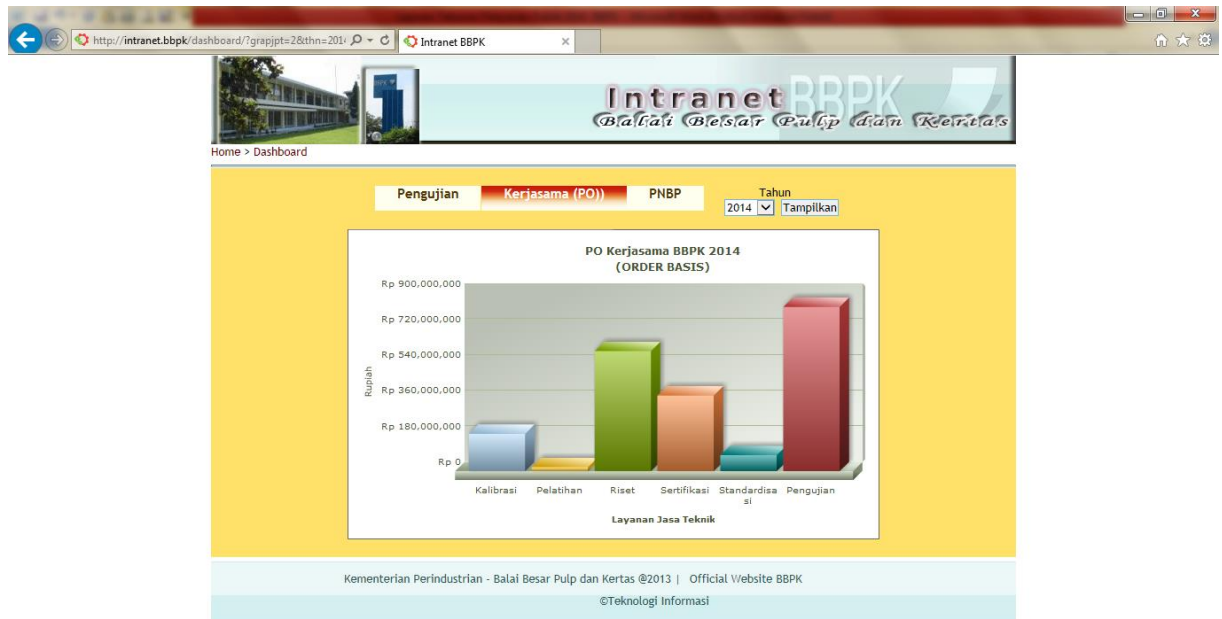 http://intranet.bbpk/dashboard/?grapjpt=2&thn=201
Intranet BBPK
BBPK
Intranet
Balai Besar Pulp dan Kertas
Home > Dashboard
Pengujian
Kerjasama (PO))
PNBP
Tahun
2014
Tampilkan
PO Kerjasama BBPK 2014
(ORDER BASIS)
Rp 900,000,000
Rp 720,000,000
Rp 540,000,000
Rp 360,000,000
Rp 180,000,000
Rp 0
Rupiah
Kalibrasi
Pelatihan
Riset
Sertifikasi
Standardisa
si
Pengujian
Layanan Jasa Teknik
Kementerian Perindustrian - Balai Besar Pulp dan Kertas @2013 | Official Website BBPK
©Teknologi Informasi